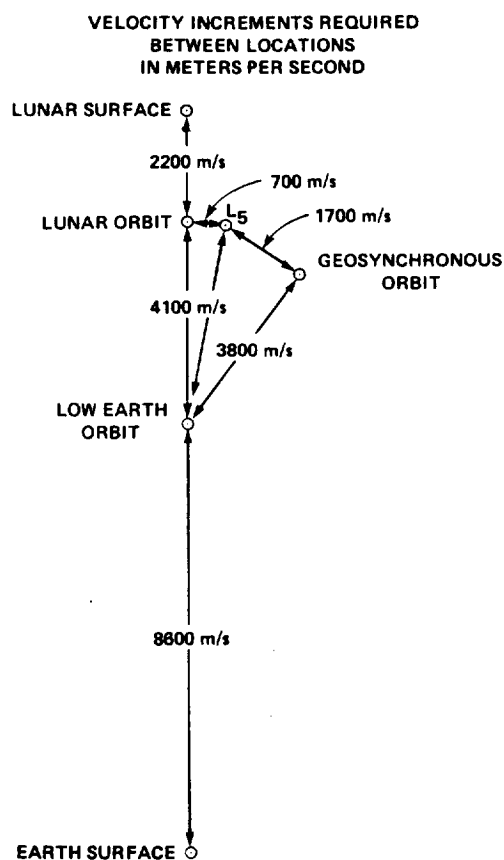 VELOCITY INCREMENTS REQUIRED
BETWEEN LOCATIONS
IN METERS PER SECOND
LUNAR SURFACE
2200 m/s
700 m/s
L5
1700 m/s
LUNAR ORBIT
GEOSYNCHRONOUS
ORBIT
4100 m/s
3800 m/s
LOW EARTH
ORBIT
8600 m/s
EARTH SURFACE